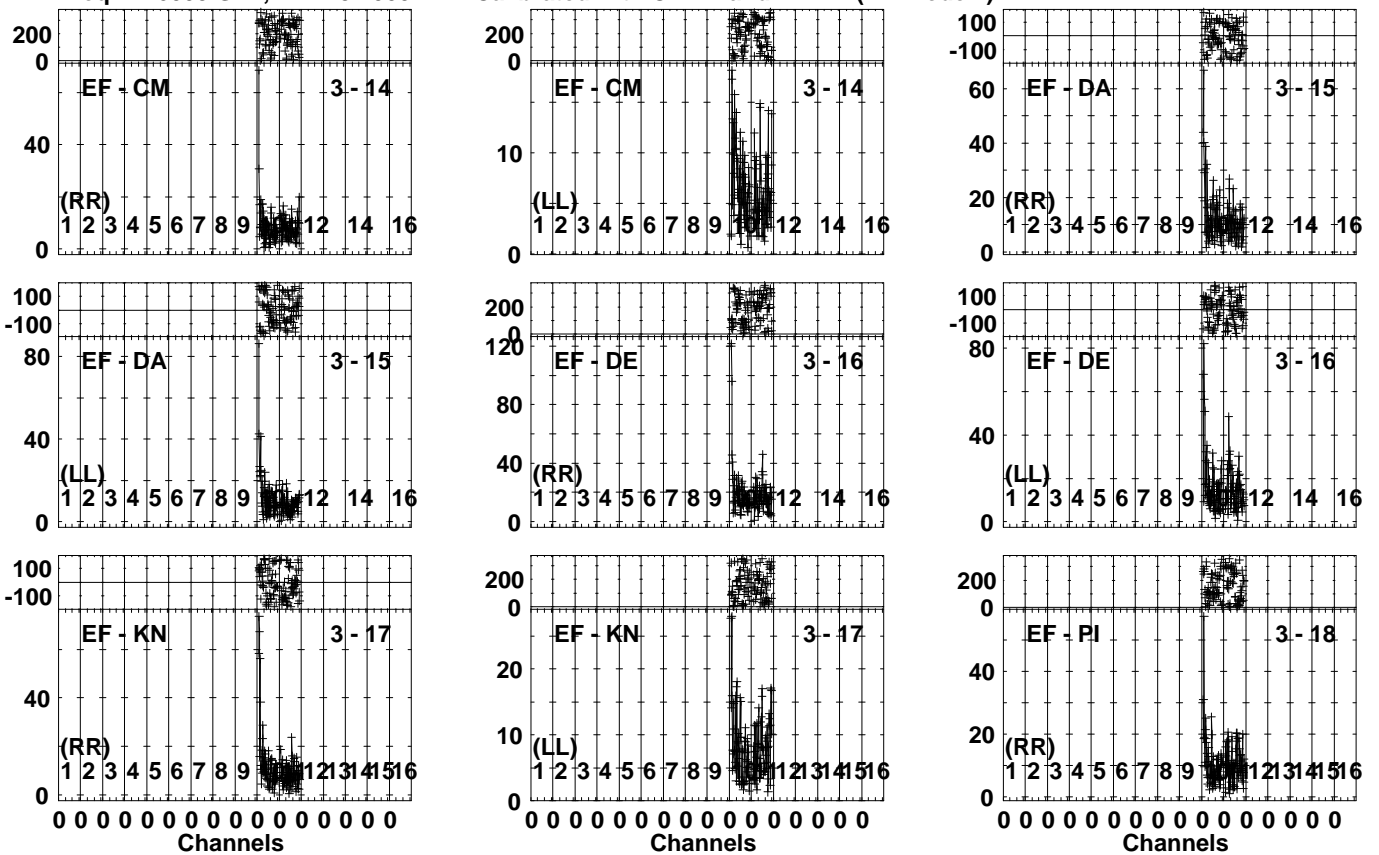 200 200 100
0 0 -100
EF - CM 3 - 14 EF - CM 3 - 14 60 EF - DA 3 - 15
40 10 40
(RR) (LL) 20 (RR)
1 2 3 4 5 6 7 8 9 12 14 16 1 2 3 4 5 6 7 8 9 10 12 14 16 1 2 3 4 5 6 7 8 9 12 14 16
0 0 0
100 200 100
-100 0 -100
80 EF - DA 3 - 15 120 EF - DE 3 - 16 80 EF - DE 3 - 16
40 80 40
(LL) 40 (RR) (LL)
1 2 3 4 5 6 7 8 9 12 14 16 1 2 3 4 5 6 7 8 9 12 14 16 1 2 3 4 5 6 7 8 9 12 14 16
0 0 0
100 200 200
-100 0 0
EF - KN 3 - 17 EF - KN 3 - 17 EF - PI 3 - 18
40 20 40
(RR) 10 (LL) 20 (RR)
1 2 3 4 5 6 7 8 9 12 13 14 15 16 1 2 3 4 5 6 7 8 9 12 13 14 15 16 1 2 3 4 5 6 7 8 9 12 13 14 15 16
0 0 0
0 0 0 0 0 0 0 0 0 0 0 0 0 0 0 0 0 0 0 0 0 0 0 0 0 0 0 0 0 0 0 0 0 0 0 0 0 0 0 0 0 0 0 0 0 0 0 0
Channels Channels Channels